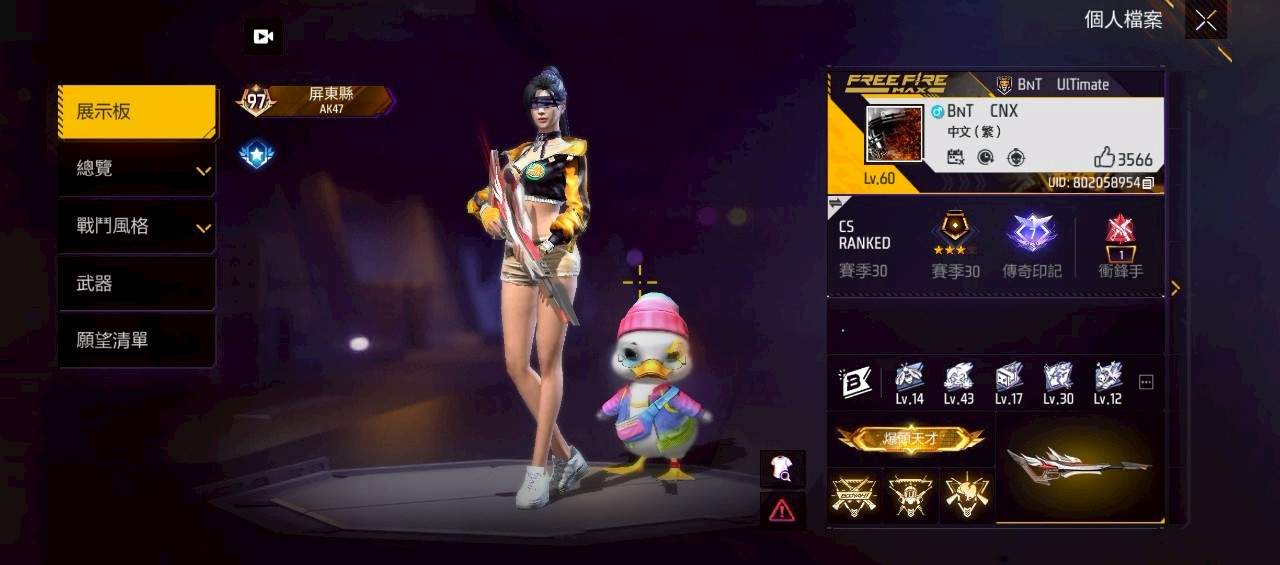 個人檔案
展示板
總覽
戰鬥風格
武器
願望清單
97
屏東縣
AK47
FREE FIRE
MAX
BNT UlTimate
BNT CNX
中文 ( 繁 )
3566
Lv.60
UID: 802058954
CS
RANKED
賽季30
賽季30
7
傳奇印記
1
衝鋒手
Lv.14
Lv.43
Lv.17
Lv.30
Lv.12
爆頭天才